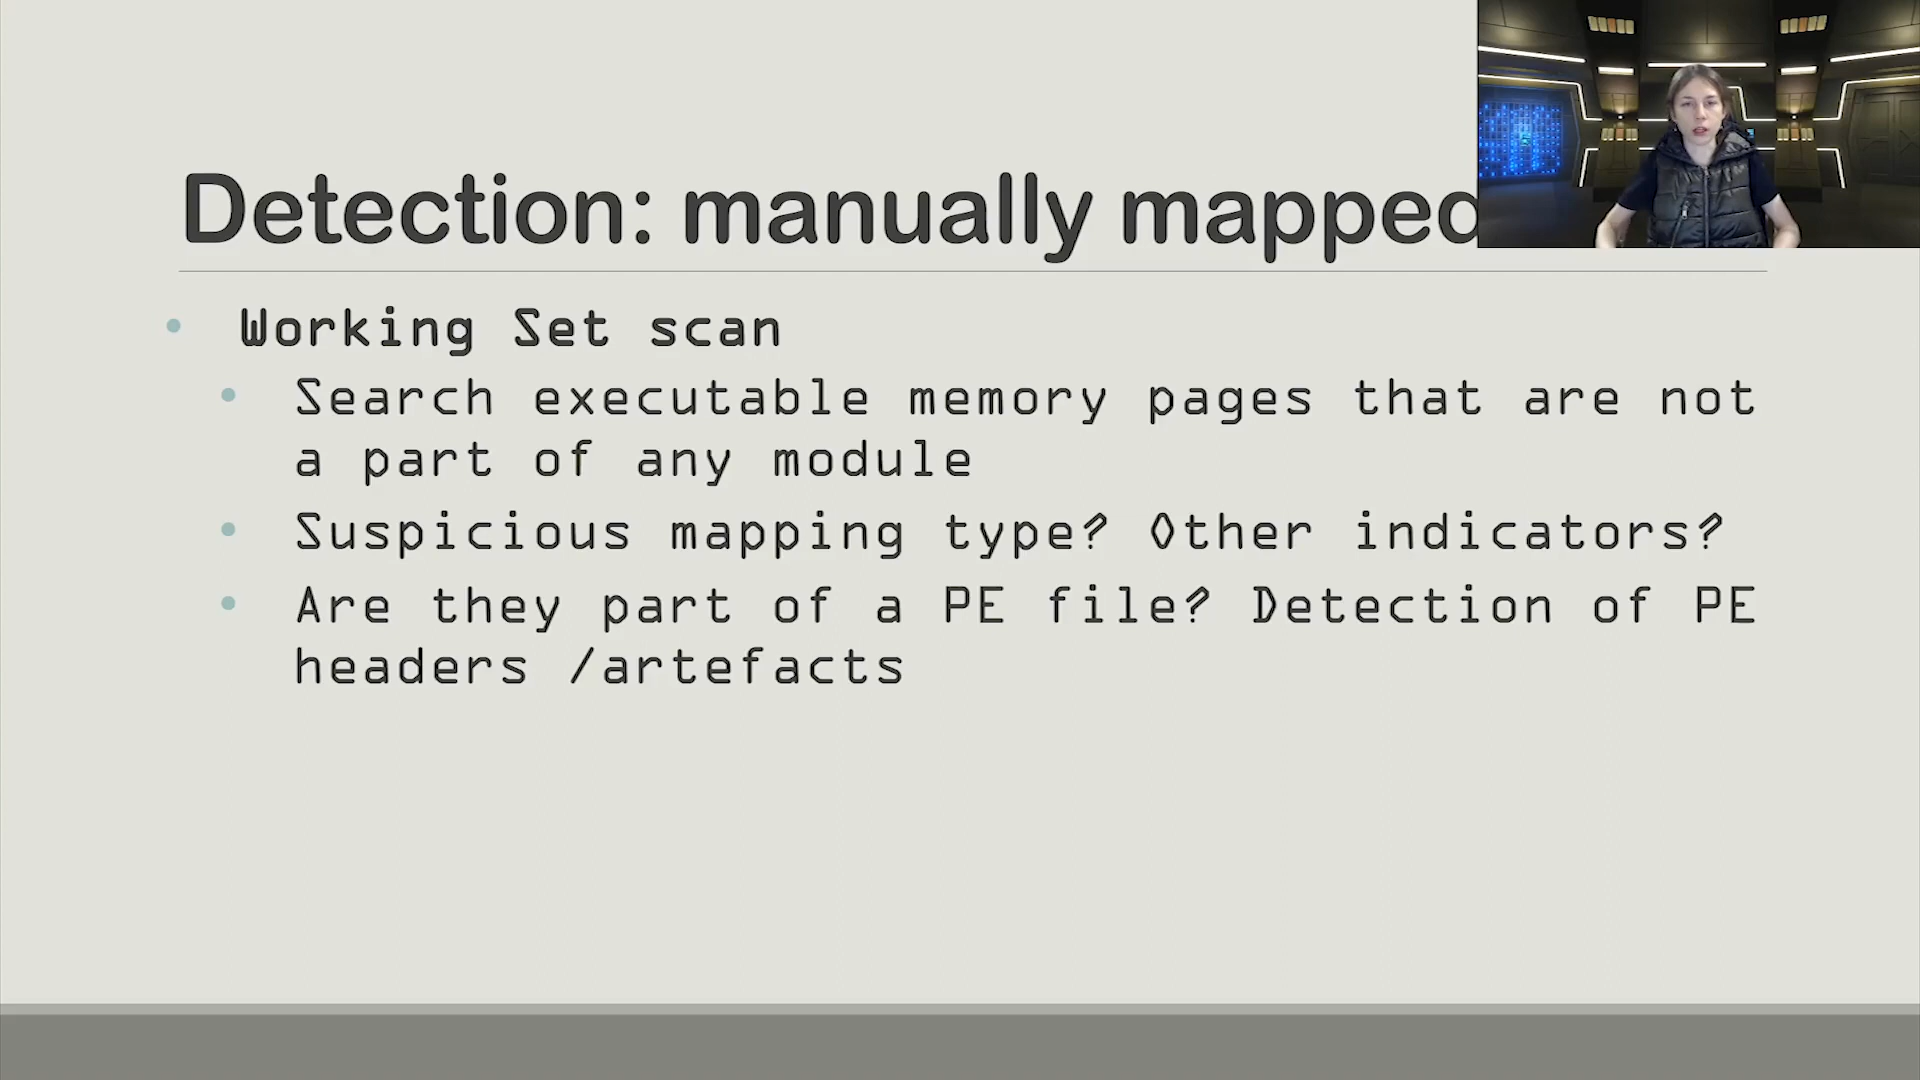 Detection: manually mapped
Working Set scan
Search executable memory pages that are not
a part of any module
Suspicious mapping type? Other indicators?
Are they part of a PE file? Detection of PE
headers /artefacts